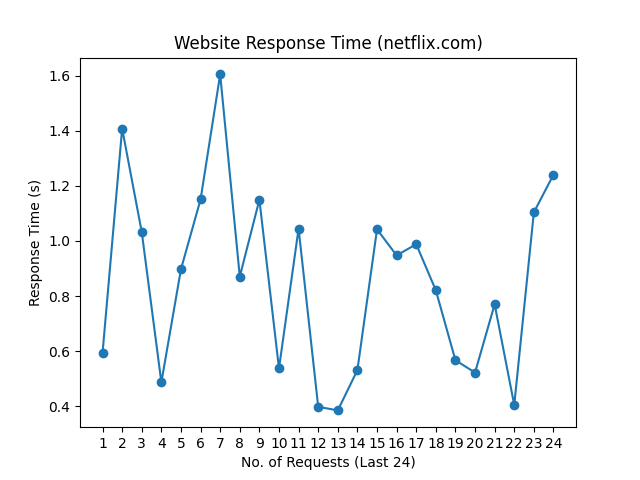 Website Response Time (netflix.com)
Response Time (s)
1.6
1.4
1.2
1.0
0.8
0.6
0.4
1 2 3 4 5 6 7 8 9 10 11 12 13 14 15 16 17 18 19 20 21 22 23 24
No. of Requests (Last 24)